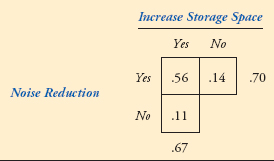 Increase Storage Space
Yes No
Yes .56 .14 .70
Noise Reduction
No .11
.67